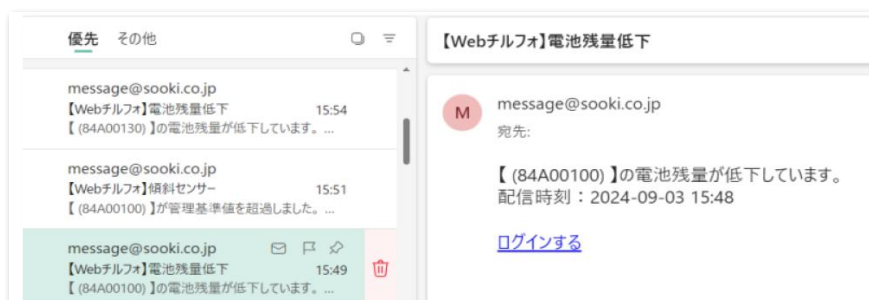 優先 その他
message@sooki.co.jp
【Webチルフォ】電池残量低下 15:54
【 (84A00130) 】の電池残量が低下しています。...
message@sooki.co.jp
【Webチルフォ】傾斜センサー 15:51
【 (84A00100) 】が管理基準値を超過しました。...
message@sooki.co.jp
【Webチルフォ】電池残量低下 15:49
【 (84A00100) 】の電池残量が低下しています。...
【Webチルフォ】電池残量低下
M
message@sooki.co.jp
宛先:
【 (84A00100) 】の電池残量が低下しています。
配信時刻：2024-09-03 15:48
ログインする